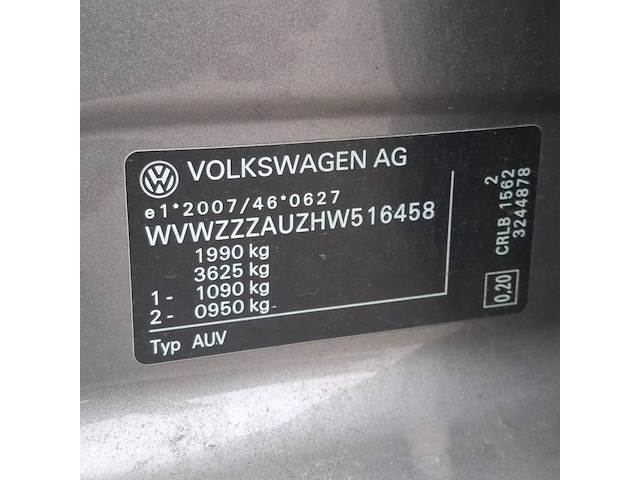 VOLKSWAGEN AG
e1*2007/46*0627
WVWZZZAUZHW516458
1990 kg
3625 kg
1- 1090 kg
2- 0950 kg
Typ AUV
CRLB 1562 2
3244878
0,20